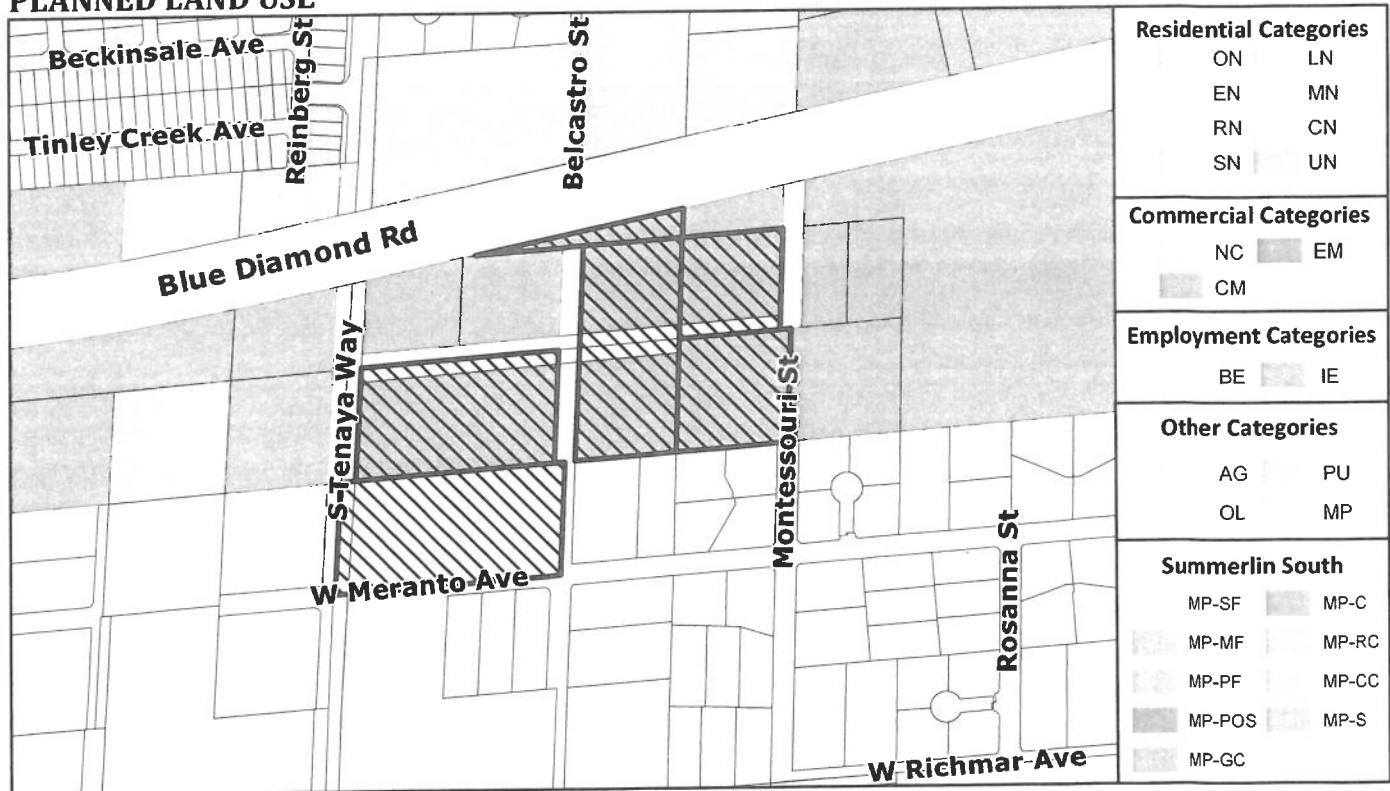 PLANNED LAND USE
Beckinsale Ave
Tinley Creek Ave
Reinberg St
Belcastro St
Blue Diamond Rd
S Tenaya Way
Montessouri St
W Meranto Ave
Rosanna St
W Richmar Ave
Residential Categories
ON LN
EN MN
RN CN
SN UN
Commercial Categories
NC EM
CM
Employment Categories
BE IE
Other Categories
AG PU
OL MP
Summerlin South
MP-SF MP-C
MP-MF MP-RC
MP-PF MP-CC
MP-POS MP-S
MP-GC